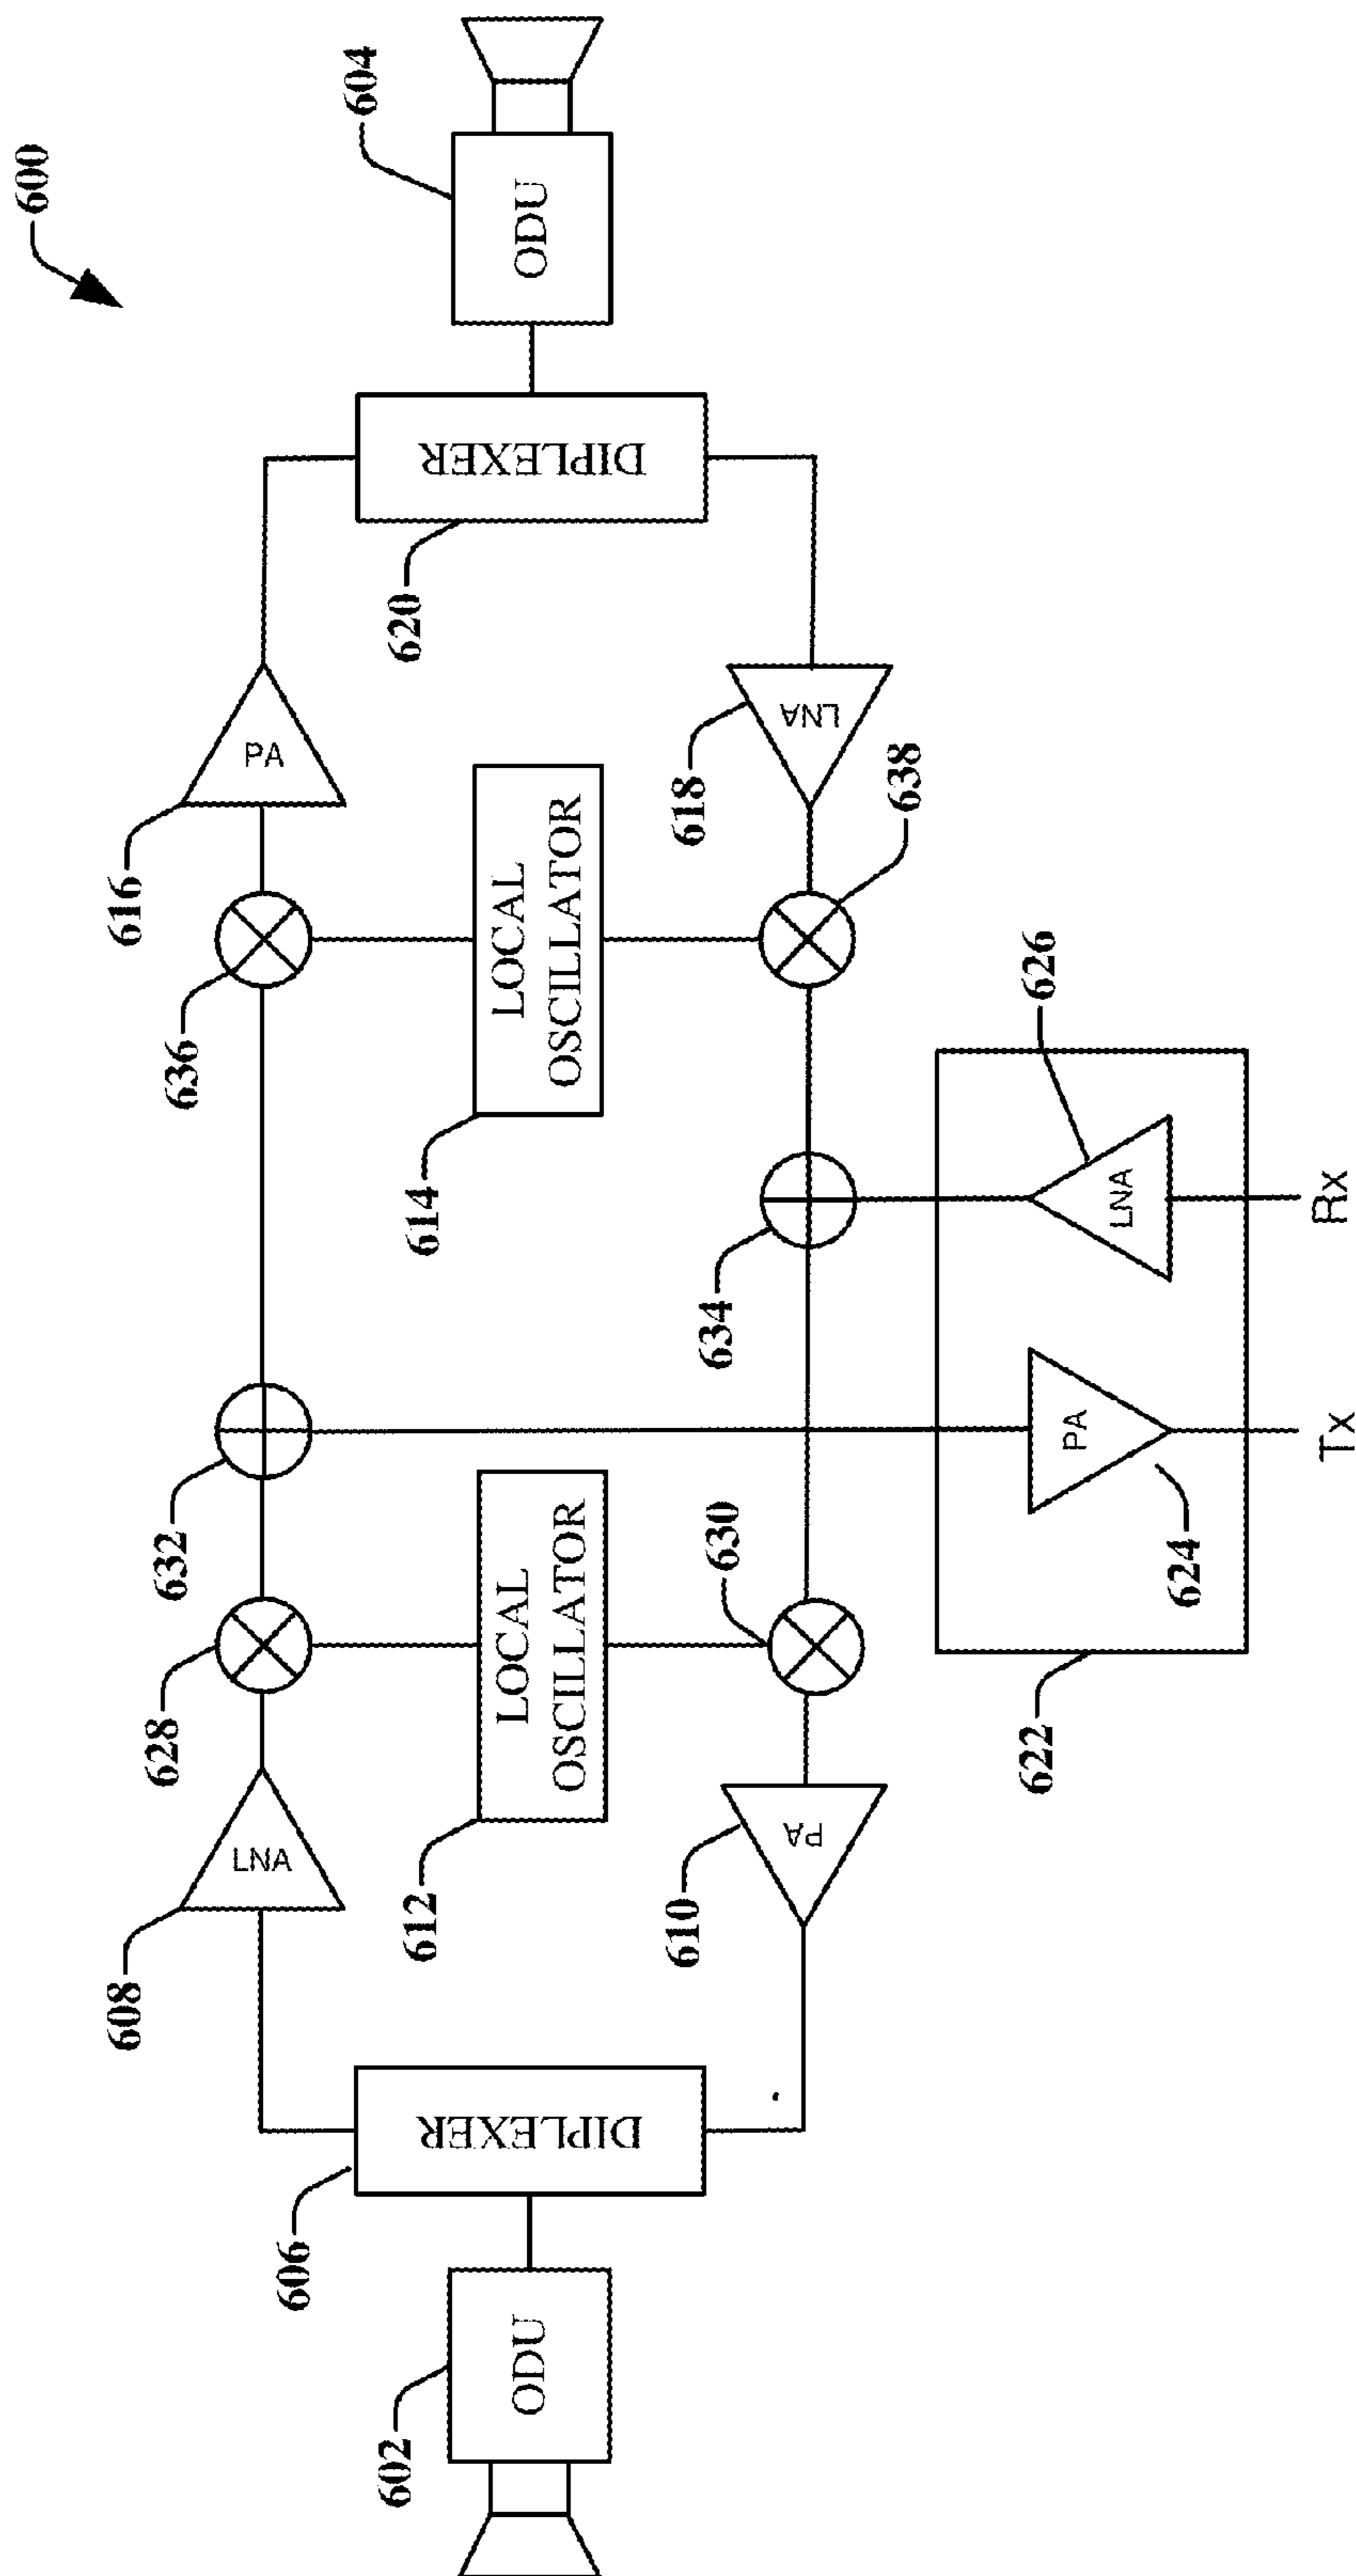 600
604
ODU
DIPLEXER
620
616
PA
LNA
618
636
638
LOCAL
OSCILLATOR
614
626
LNA
Rx
634
632
PA
624
Tx
622
628
630
LOCAL
OSCILLATOR
612
608
LNA
PA
610
DIPLEXER
606
602
ODU